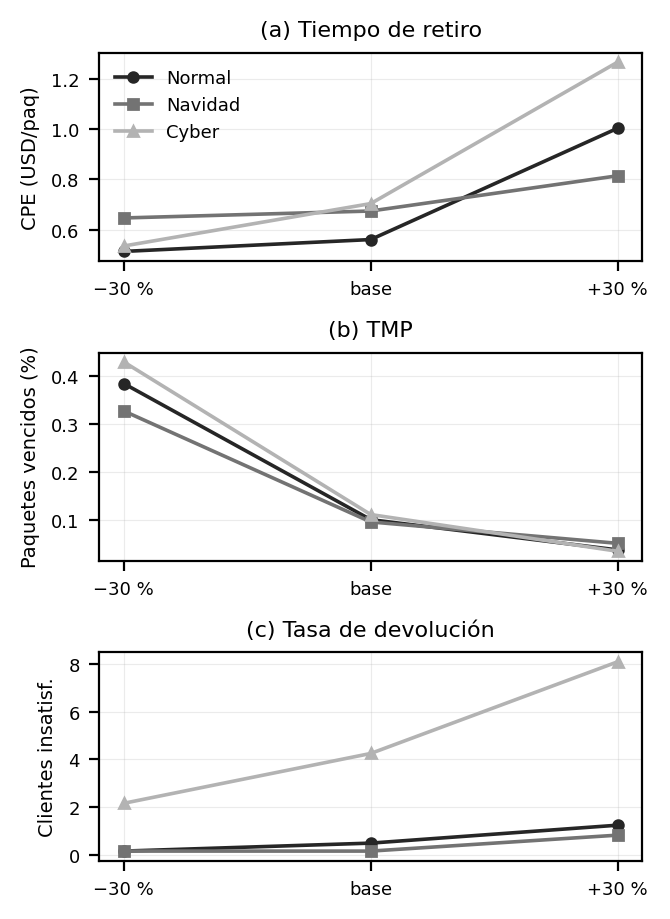 (a) Tiempo de retiro
CPE (USD/paq)
1.2
1.0
0.8
0.6
Normal
Navidad
Cyber
−30 %
base
+30 %
(b) TMP
Paquetes vencidos (%)
0.4
0.3
0.2
0.1
−30 %
base
+30 %
(c) Tasa de devolución
Clientes insatisf.
8
6
4
2
0
−30 %
base
+30 %